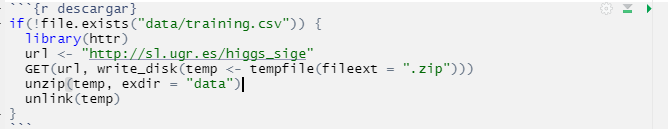 ```{r descargar}
if(!file.exists("data/training.csv")) {
  library(httr)
  url <- "http://sl.ugr.es/higgs_sige"
  GET(url, write_disk(temp <- tempfile(fileext = ".zip")))
  unzip(temp, exdir = "data")
  unlink(temp)
}
```